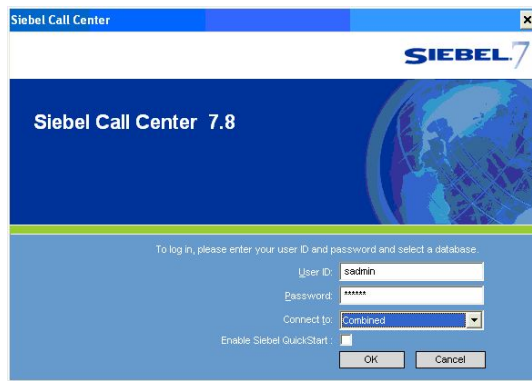 Siebel Call Center
SIEBEL.7
Siebel Call Center 7.8
To log in, please enter your user ID and password and select a database.
User ID: sadmin
Password: ******
Connect to: Combined
Enable Siebel QuickStart :
OK Cancel